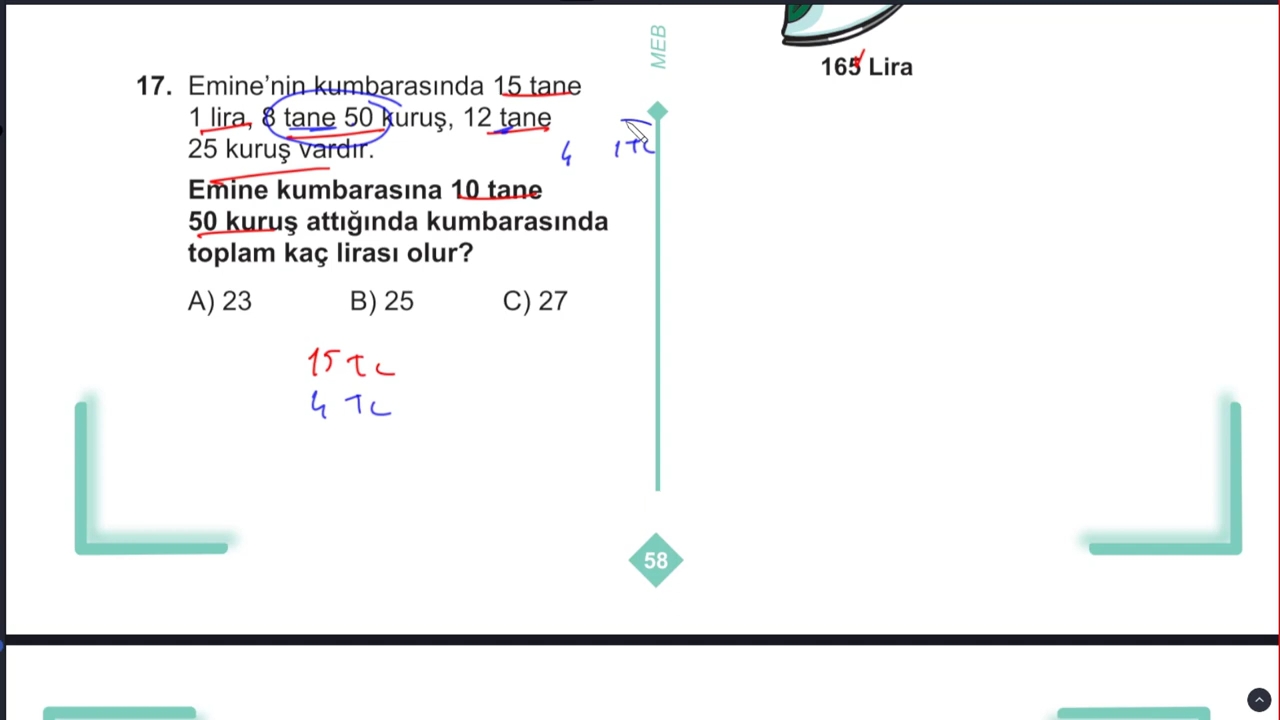 165 Lira
MEB
17. Emine'nin kumbarasında 15 tane
1 lira, 8 tane 50 kuruş, 12 tane
25 kuruş vardır.
4 1 TL
Emine kumbarasına 10 tane
50 kuruş attığında kumbarasında
toplam kaç lirası olur?
A) 23 B) 25 C) 27
15 TL
4 TL
58